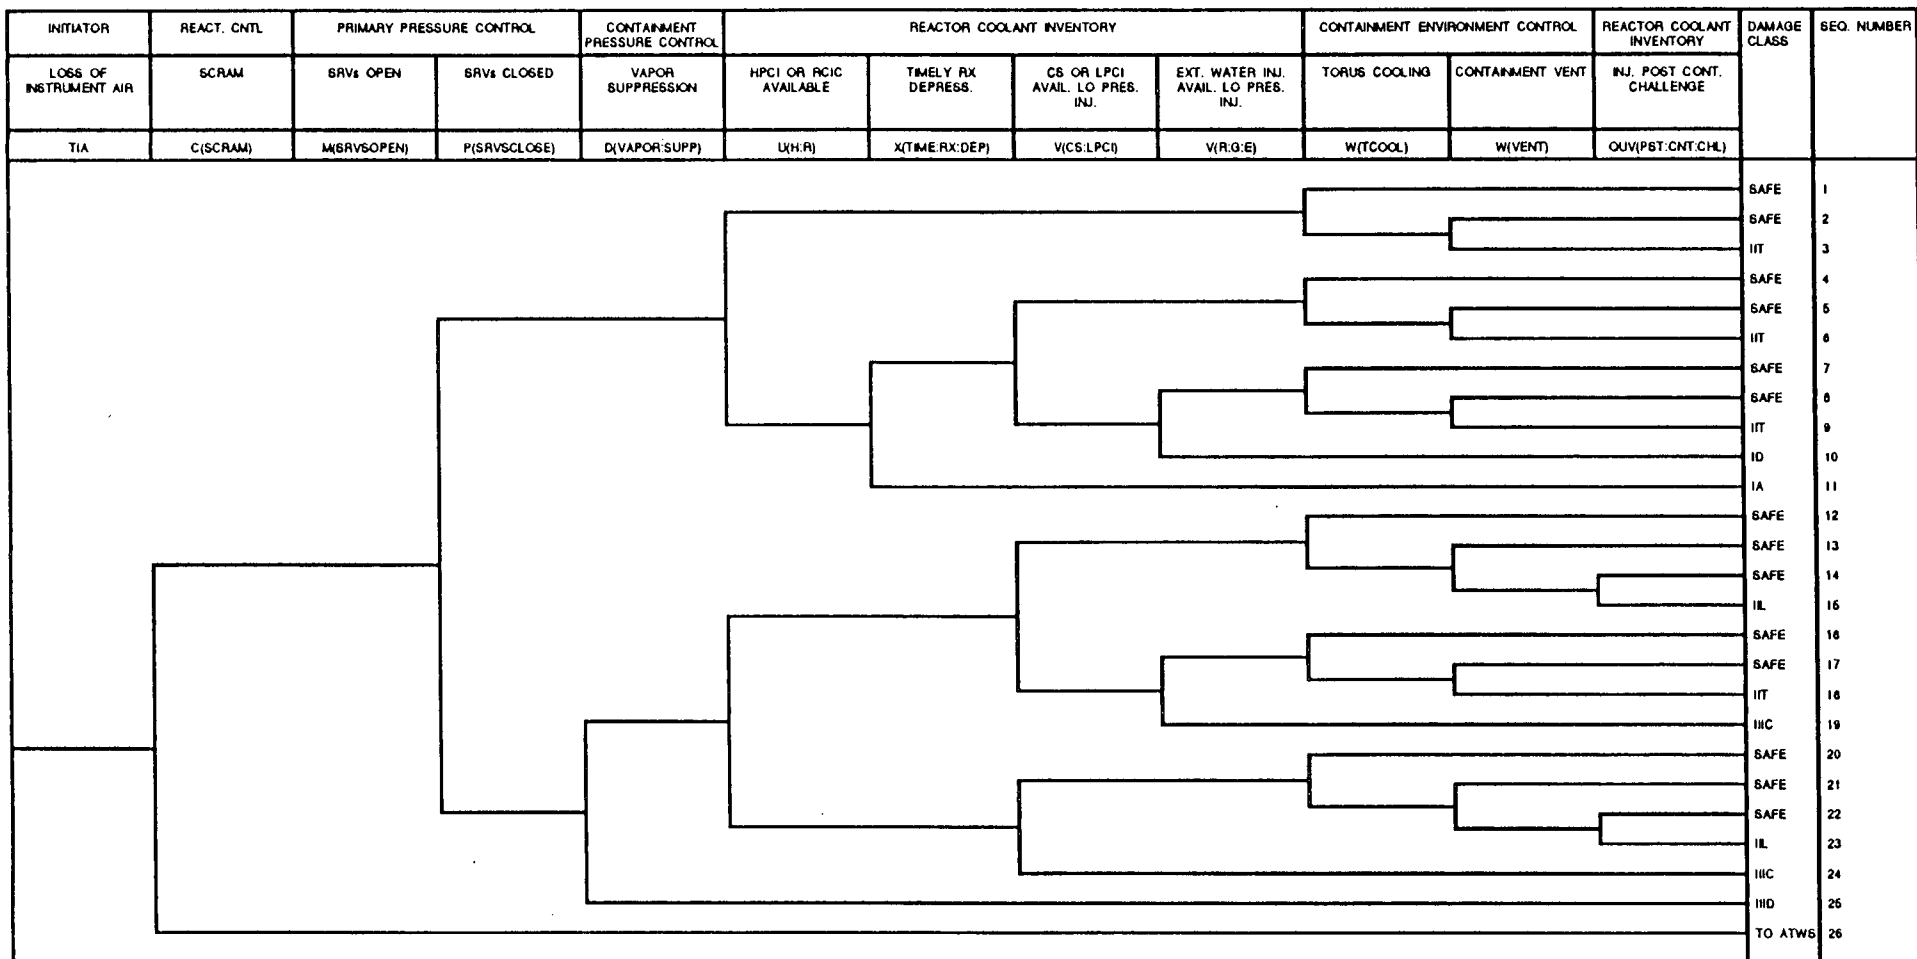 INITIATOR
REACT. CNTL
PRIMARY PRESSURE CONTROL
CONTAINMENT
PRESSURE CONTROL
REACTOR COOLANT INVENTORY
CONTAINMENT ENVIRONMENT CONTROL
REACTOR COOLANT
INVENTORY
DAMAGE
CLASS
SEQ. NUMBER
LOSS OF
INSTRUMENT AIR
SCRAM
SRVs OPEN
SRVs CLOSED
VAPOR
SUPPRESSION
HPCI OR RCIC
AVAILABLE
TIMELY RX
DEPRESS.
CS OR LPCI
AVAIL. LO PRES.
INJ.
EXT. WATER INJ.
AVAIL. LO PRES.
INJ.
TORUS COOLING
CONTAINMENT VENT
INJ. POST CONT.
CHALLENGE
TIA
C(SCRAM)
M(SRVSOPEN)
P(SRVSCLOSE)
D(VAPOR:SUPP)
U(H:R)
X(TIME:RX:DEP)
V(CS:LPCI)
V(R:G:E)
W(TCOOL)
W(VENT)
QUV(PST:CNT:CHL)
SAFE 1
SAFE 2
IIT 3
SAFE 4
SAFE 5
IIT 6
SAFE 7
SAFE 8
IIT 9
ID 10
IA 11
SAFE 12
SAFE 13
SAFE 14
IIL 15
SAFE 16
SAFE 17
IIT 18
IIIC 19
SAFE 20
SAFE 21
SAFE 22
IIL 23
IIIC 24
IIID 25
TO ATWS 26